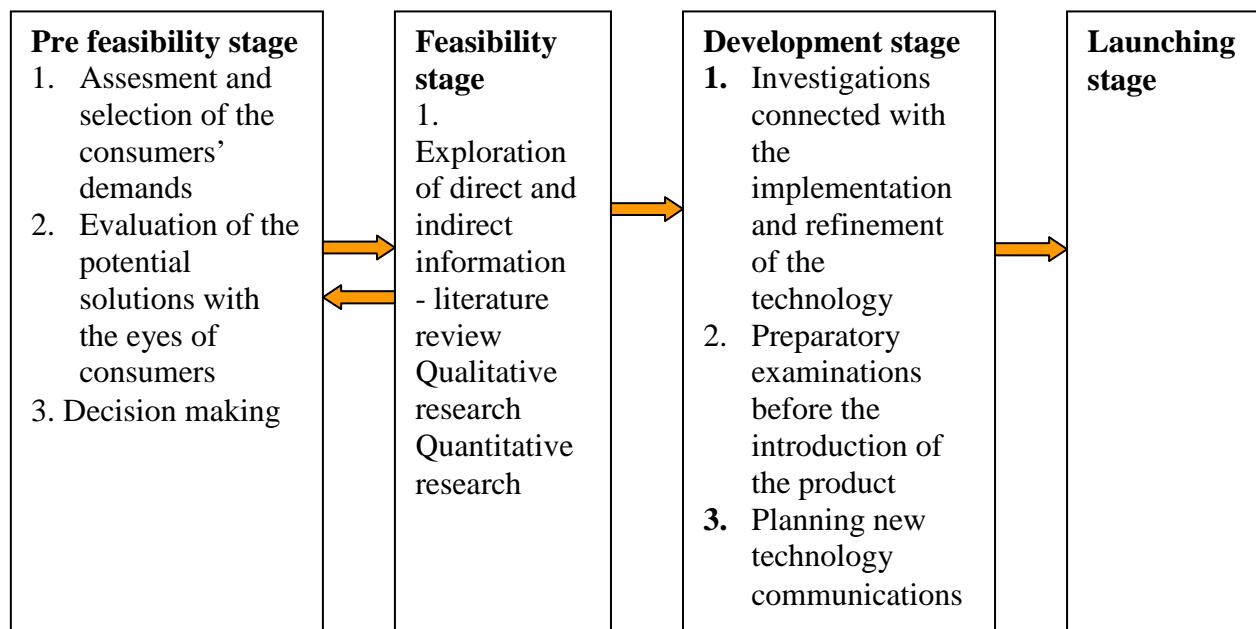 Pre feasibility stage
1. Assesment and
selection of the
consumers’
demands
2. Evaluation of the
potential
solutions with
the eyes of
consumers
3. Decision making
Feasibility
stage
1.
Exploration
of direct and
indirect
information
- literature
review
Qualitative
research
Quantitative
research
Development stage
1. Investigations
connected with
the
implementation
and refinement
of the
technology
2. Preparatory
examinations
before the
introduction of
the product
3. Planning new
technology
communications
Launching
stage